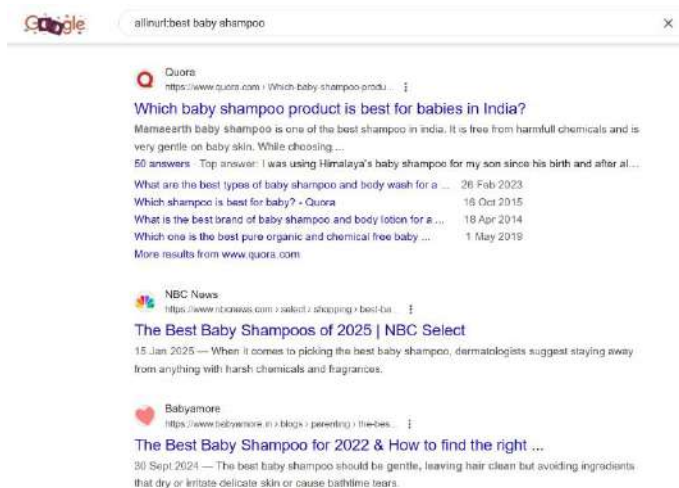 Google
allinurl:best baby shampoo
Quora
https://www.quora.com › Which-baby-shampoo-produ...
Which baby shampoo product is best for babies in India?
Mamaearth baby shampoo is one of the best shampoo in india. It is free from harmfull chemicals and is
very gentle on baby skin. While choosing ...
50 answers · Top answer: I was using Himalaya's baby shampoo for my son since his birth and after al...
What are the best types of baby shampoo and body wash for a ... 26 Feb 2023
Which shampoo is best for baby? - Quora 16 Oct 2015
What is the best brand of baby shampoo and body lotion for a ... 18 Apr 2014
Which one is the best pure organic and chemical free baby ... 1 May 2019
More results from www.quora.com
NBC News
https://www.nbcnews.com › select › shopping › best-ba...
The Best Baby Shampoos of 2025 | NBC Select
15 Jan 2025 — When it comes to picking the best baby shampoo, dermatologists suggest staying away
from anything with harsh chemicals and fragrances.
Babyamore
https://www.babyamore.in › blogs › parenting › the-bes...
The Best Baby Shampoo for 2022 & How to find the right ...
30 Sept 2024 — The best baby shampoo should be gentle, leaving hair clean but avoiding ingredients
that dry or irritate delicate skin or cause bathtime tears.